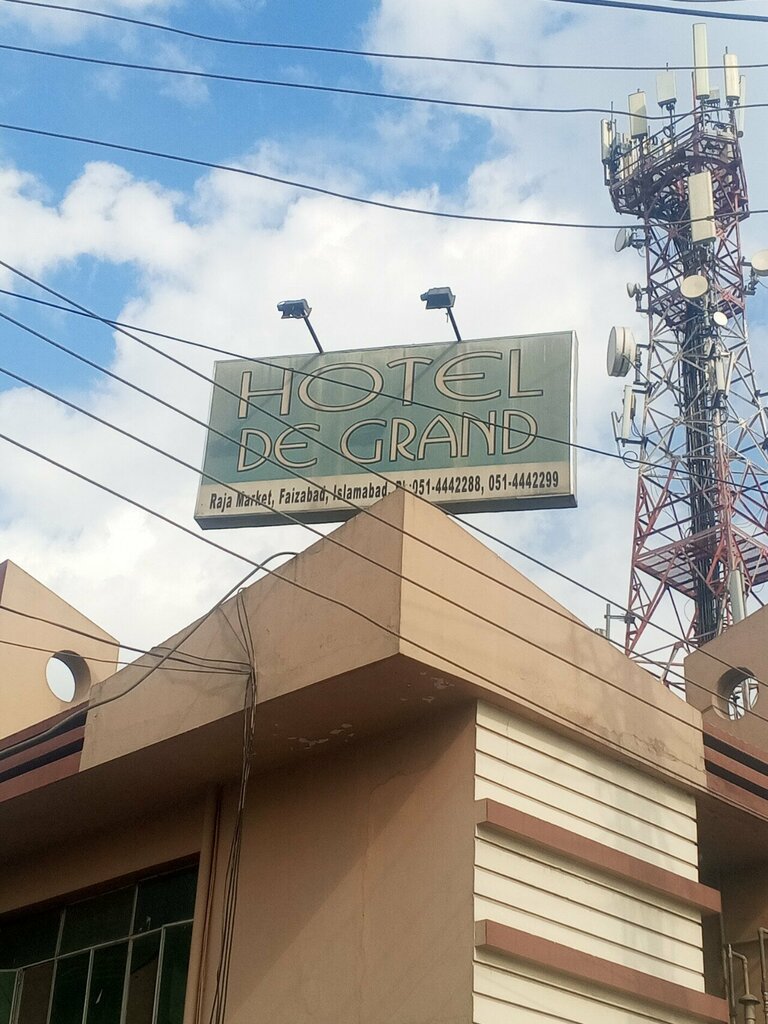 HOTEL
DE GRAND
Raja Market, Faizabad, Islamabad. Ph:051-4442288, 051-4442299